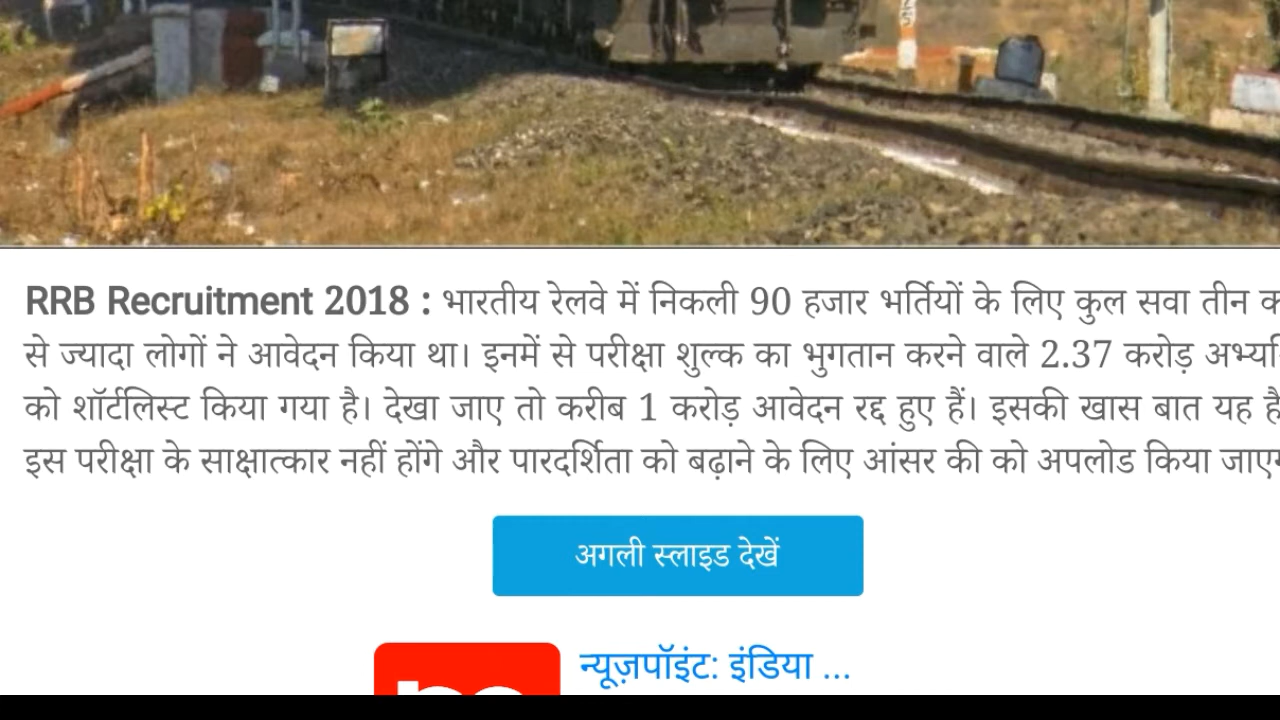 RRB Recruitment 2018 : भारतीय रेलवे में निकली 90 हजार भर्तियों के लिए कुल सवा तीन
से ज्यादा लोगों ने आवेदन किया था। इनमें से परीक्षा शुल्क का भुगतान करने वाले 2.37 करोड़
को शॉर्टलिस्ट किया गया है। देखा जाए तो करीब 1 करोड़ आवेदन रद्द हुए हैं। इसकी खास बात यह है
इस परीक्षा के साक्षात्कार नहीं होंगे और पारदर्शिता को बढ़ाने के लिए आंसर की को अपलोड किया
अगली स्लाइड देखें
न्यूज़पॉइंट: इंडिया ...